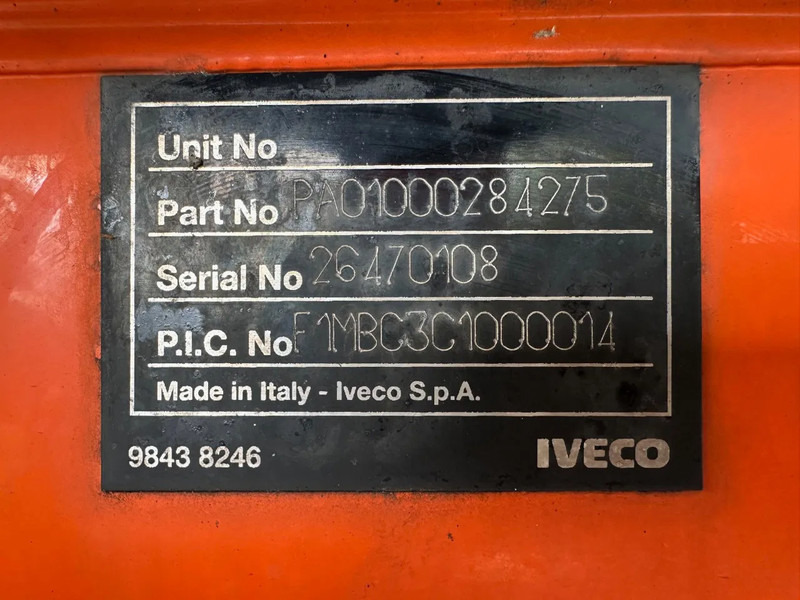 Unit No
Part No PA01000284275
Serial No 26470108
P.I.C. No F1MBC3C1000014
Made in Italy - Iveco S.p.A.
9843 8246 IVECO